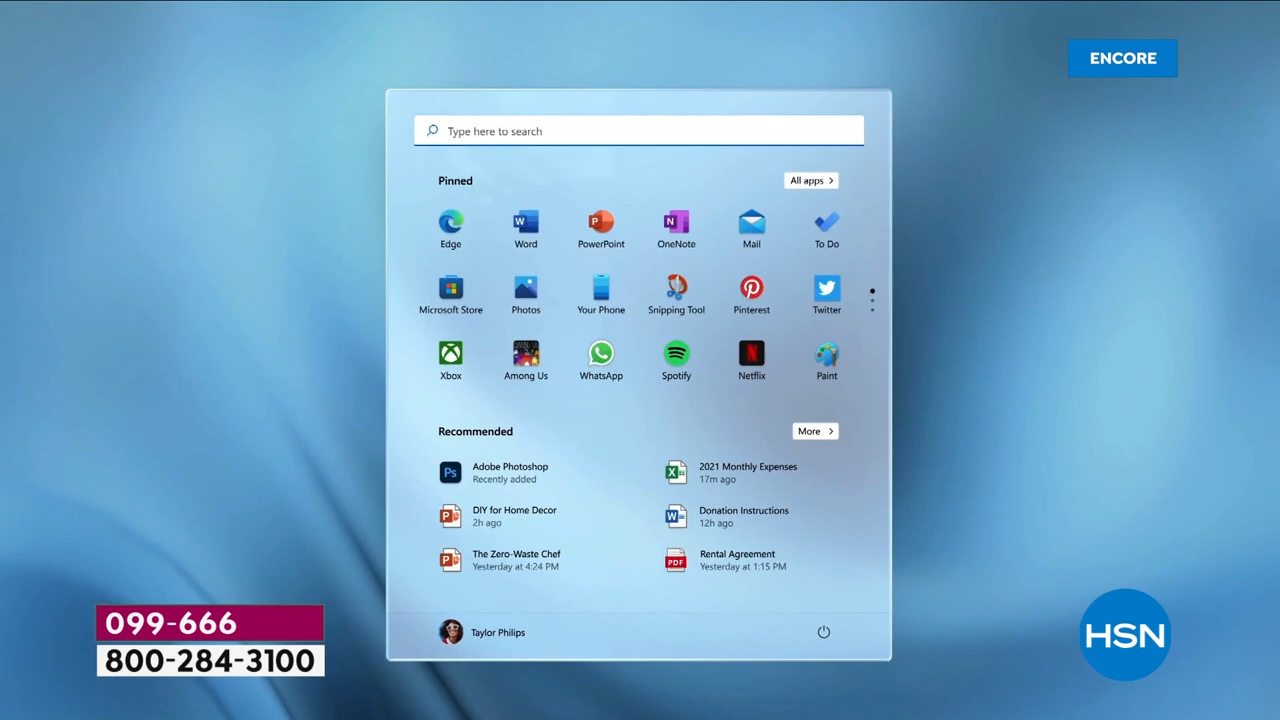 ENCORE
Type here to search
Pinned
All apps
Edge
Word
PowerPoint
OneNote
Mail
To Do
Microsoft Store
Photos
Your Phone
Snipping Tool
Pinterest
Twitter
Xbox
Among Us
WhatsApp
Spotify
Netflix
Paint
Recommended
More
Ps
Adobe Photoshop
Recently added
2021 Monthly Expenses
17m ago
DIY for Home Decor
2h ago
Donation Instructions
12h ago
The Zero-Waste Chef
Yesterday at 4:24 PM
PDF
Rental Agreement
Yesterday at 1:15 PM
Taylor Philips
099-666
800-284-3100
HSN